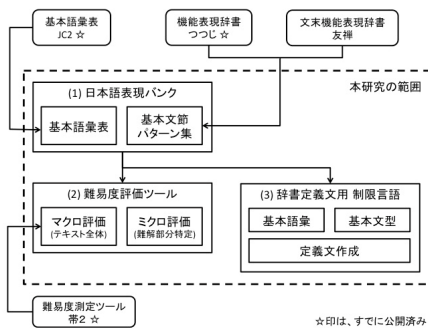 基本語彙表
JC2 ☆
機能表現辞書
つつじ ☆
文末機能表現辞書
友禅
本研究の範囲
(1) 日本語表現バンク
基本語彙表
基本文節
パターン集
(2) 難易度評価ツール
マクロ評価
(テキスト全体)
ミクロ評価
(難解部分特定)
(3) 辞書定義文用 制限言語
基本語彙
基本文型
定義文作成
難易度測定ツール
帯2 ☆
☆印は、すでに公開済み